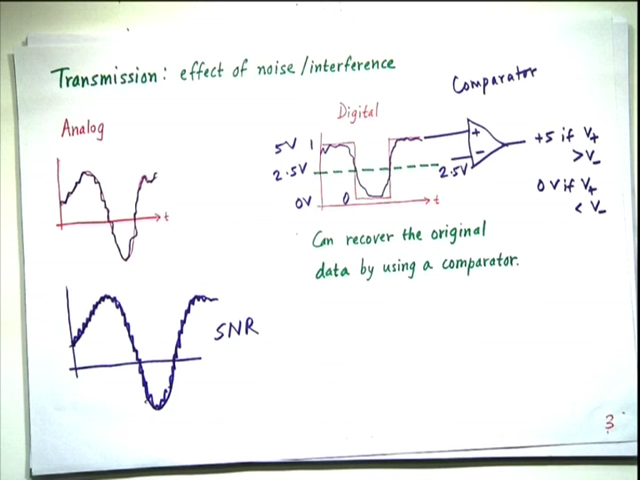 Transmission: effect of noise/interference
Comparator
Analog
Digital
5V 1
2.5V
0V 0
t
t
+
-
2.5V
+5 if V+
> V-
0V if V+
< V-
Can recover the original
data by using a comparator.
SNR
3